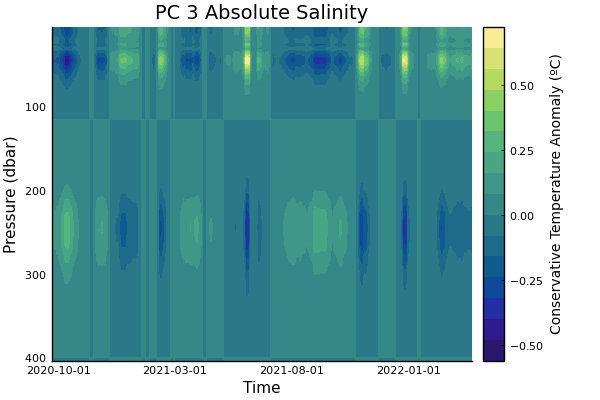 PC 3 Absolute Salinity
Pressure (dbar)
100
200
300
400
2020-10-01 2021-03-01 2021-08-01 2022-01-01
Time
0.50
0.25
0.00
−0.25
−0.50
Conservative Temperature Anomaly (ºC)